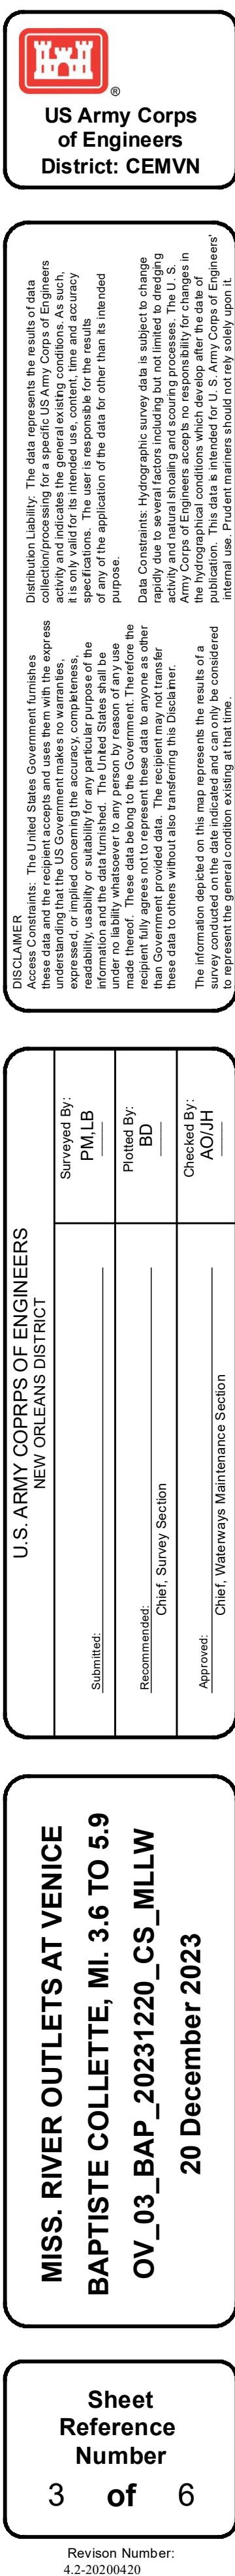 ®
US Army Corps
of Engineers
District: CEMVN
DISCLAIMER
Access Constraints: The United States Government furnishes
these data and the recipient accepts and uses them with the express
understanding that the US Government makes no warranties,
expressed, or implied concerning the accuracy, completeness,
readability, usability or suitability for any particular purpose of the
information and the data furnished. The United States shall be
under no liability whatsoever to any person by reason of any use
made thereof. These data belong to the Government. Therefore the
recipient fully agrees not to represent these data to anyone as other
than Government provided data. The recipient may not transfer
these data to others without also transferring this Disclaimer.
The information depicted on this map represents the results of a
survey conducted on the date indicated and can only be considered
to represent the general condition existing at that time.
Distribution Liability: The data represents the results of data
collection/processing for a specific US Army Corps of Engineers
activity and indicates the general existing conditions. As such,
it is only valid for its intended use, content, time and accuracy
specifications. The user is responsible for the results
of any of the application of the data for other than its intended
purpose.
Data Constraints: Hydrographic survey data is subject to change
rapidly due to several factors including but not limited to dredging
activity and natural shoaling and scouring processes. The U. S.
Army Corps of Engineers accepts no responsibility for changes in
the hydrographical conditions which develop after the date of
publication. This data is intended for U. S. Army Corps of Engineers'
internal use. Prudent mariners should not rely solely upon it.
U.S. ARMY COPRPS OF ENGINEERS
NEW ORLEANS DISTRICT
Submitted:
Surveyed By:
PM,LB
Recommended:
Chief, Survey Section
Plotted By:
BD
Approved:
Chief, Waterways Maintenance Section
Checked By:
AO/JH
MISS. RIVER OUTLETS AT VENICE
BAPTISTE COLLETTE, MI. 3.6 TO 5.9
OV_03_BAP_20231220_CS_MLLW
20 December 2023
Sheet
Reference
Number
3 of 6
Revison Number:
4.2-20200420